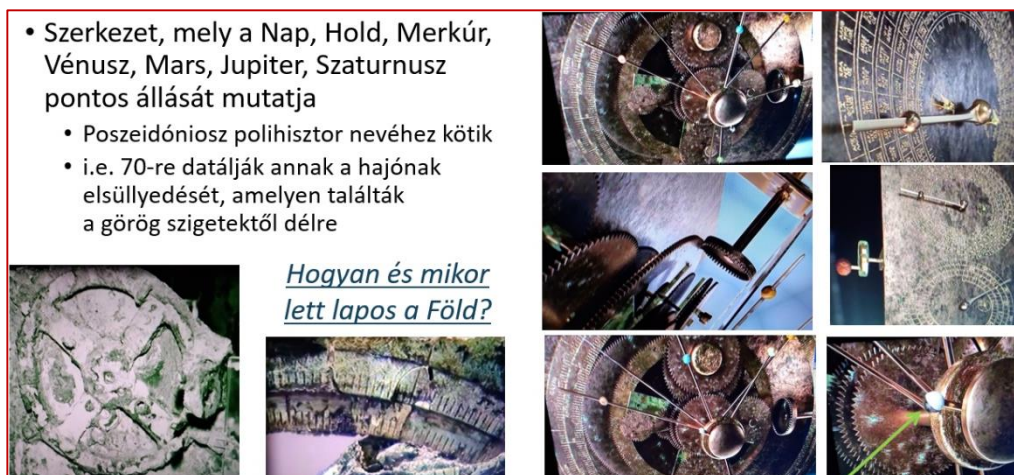 • Szerkezet, mely a Nap, Hold, Merkúr,
Vénusz, Mars, Jupiter, Szaturnusz
pontos állását mutatja
• Poszeidóniosz polihisztor nevéhez kötik
• i.e. 70-re datálják annak a hajónak
elsüllyedését, amelyen találták
a görög szigetektől délre
Hogyan és mikor
lett lapos a Föld?